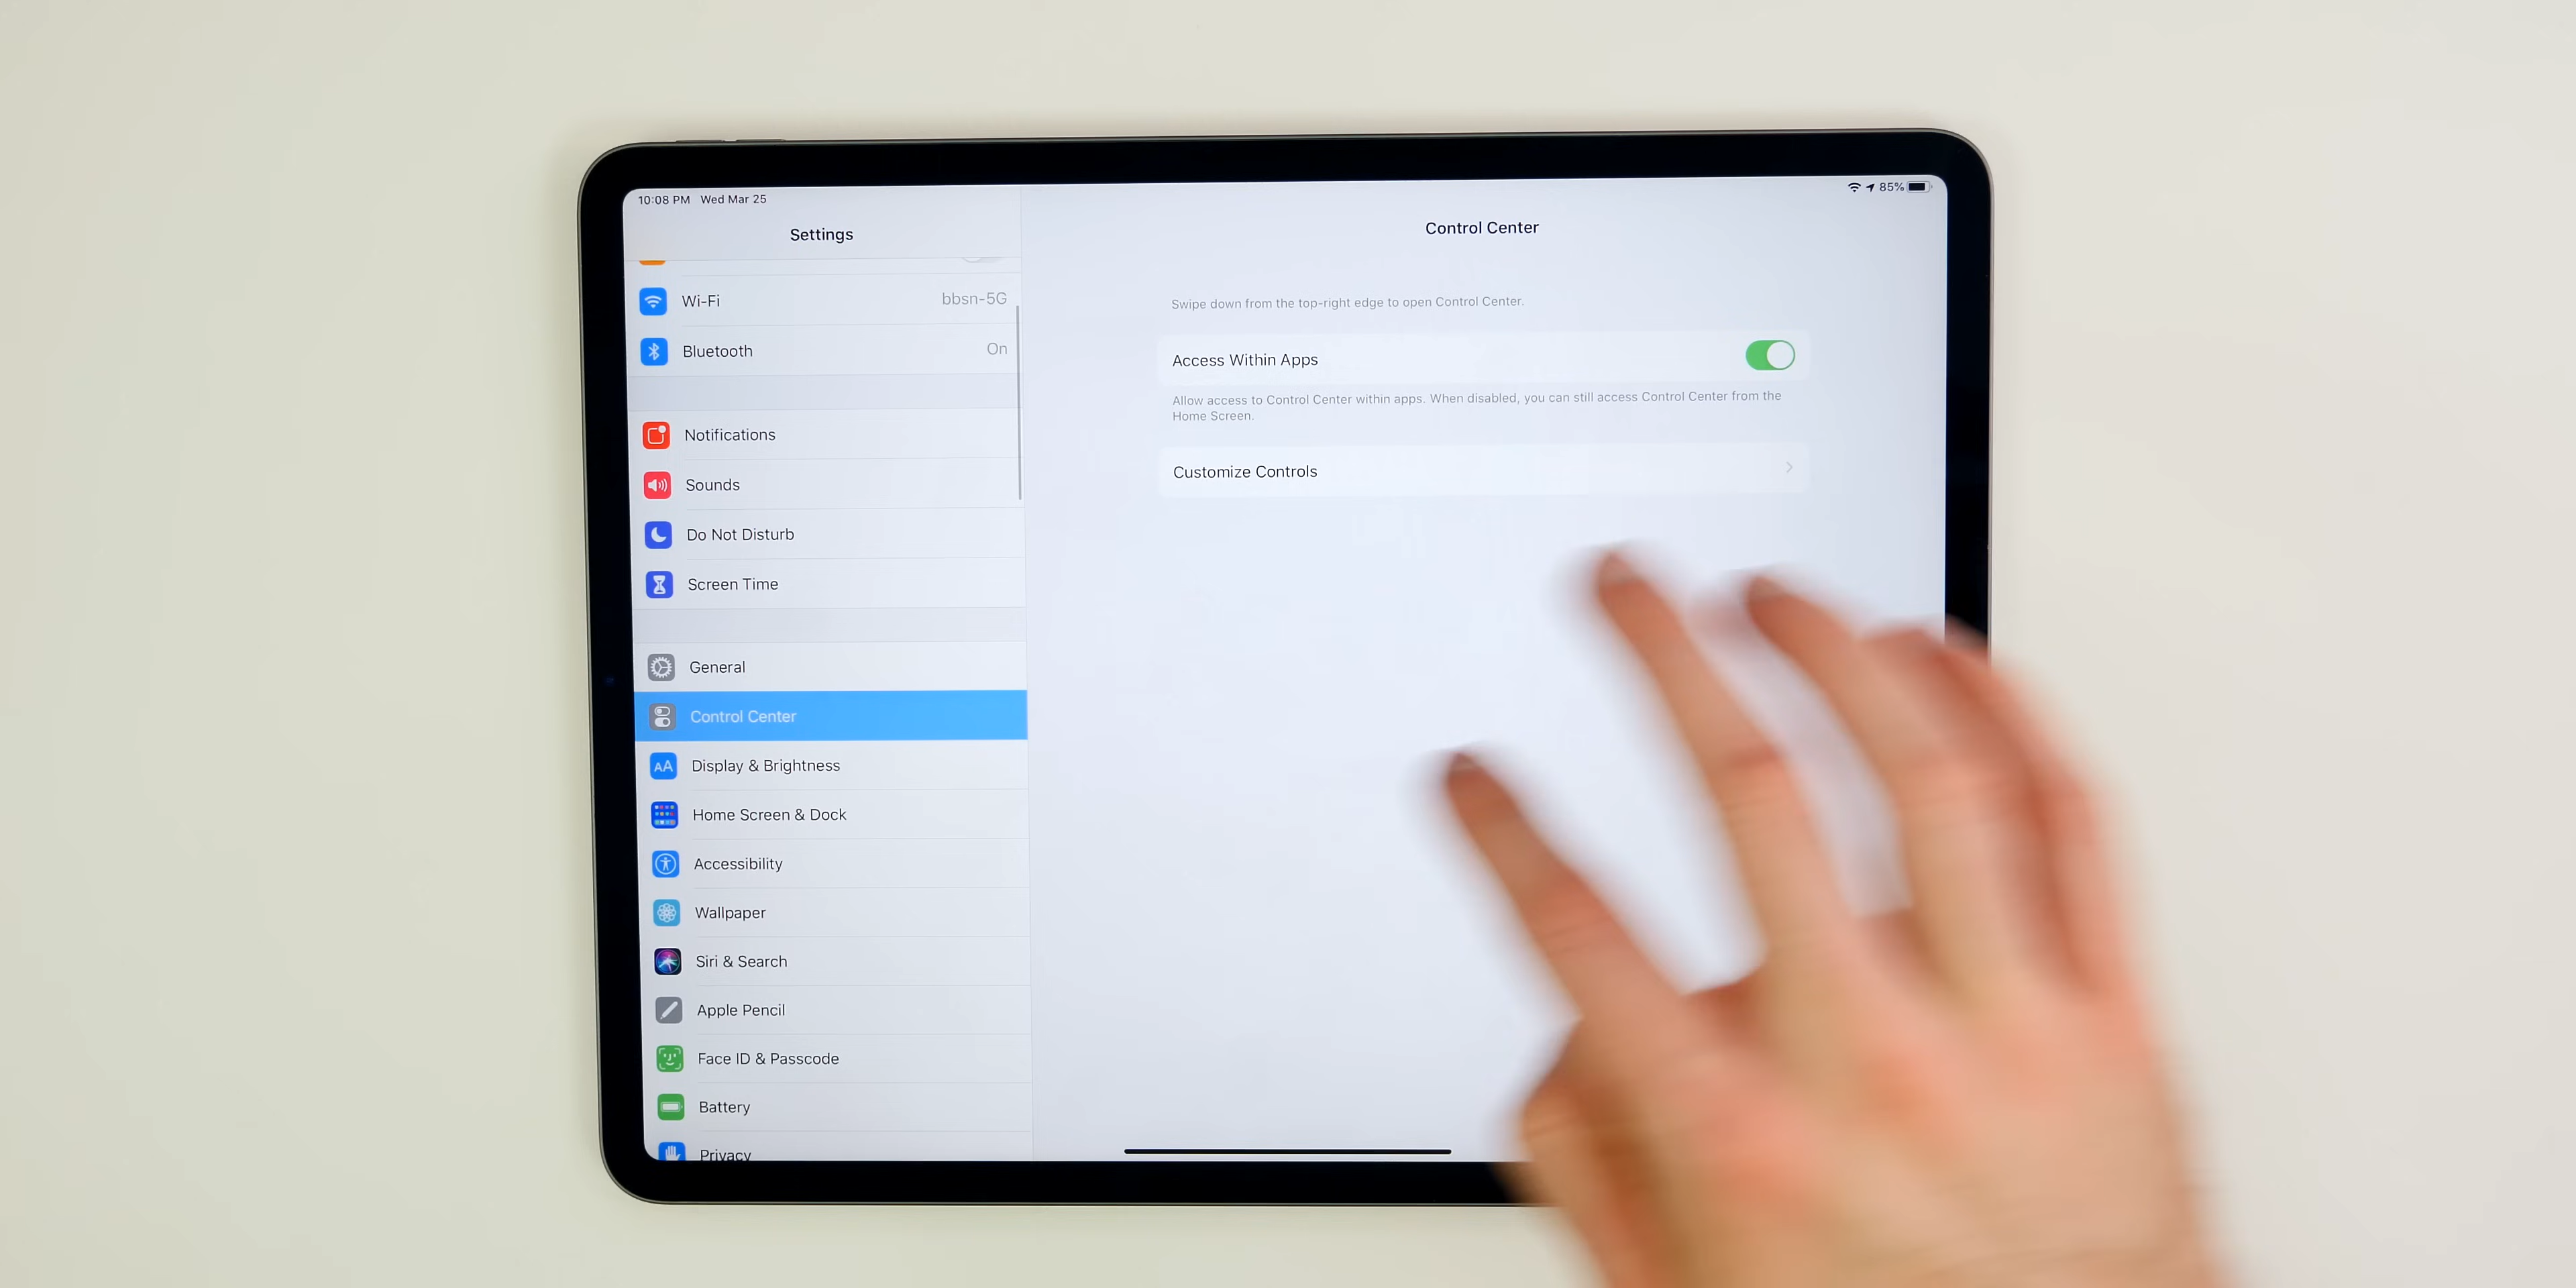 10:08 PM Wed Mar 25
85%
Settings
Wi-Fi bbsn-5G
Bluetooth On
Notifications
Sounds
Do Not Disturb
Screen Time
General
Control Center
AA Display & Brightness
Home Screen & Dock
Accessibility
Wallpaper
Siri & Search
Apple Pencil
Face ID & Passcode
Battery
Privacy
Control Center
Swipe down from the top-right edge to open Control Center.
Access Within Apps
Allow access to Control Center within apps. When disabled, you can still access Control Center from the
Home Screen.
Customize Controls